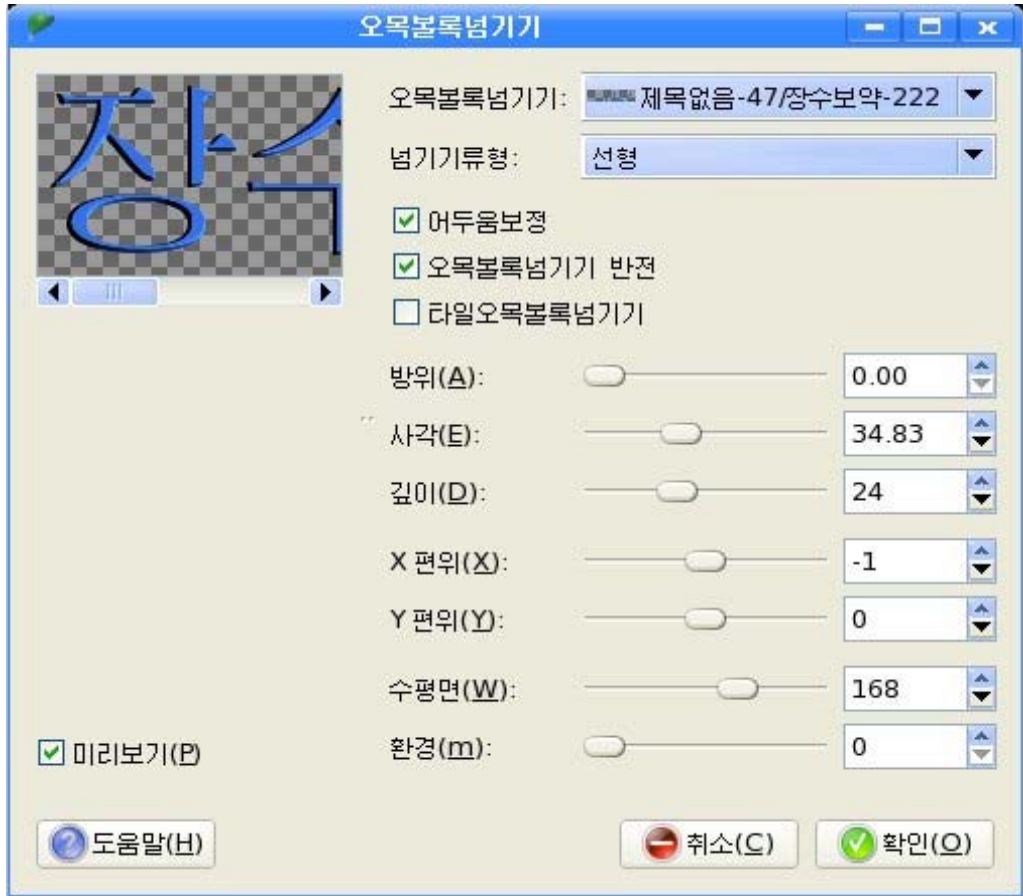 오목볼록넘기기
장수
오목볼록넘기기: 제목없음-47/장수보약-222
넘기기류형: 선형
어두움보정
오목볼록넘기기 반전
타일오목볼록넘기기
방위(A): 0.00
사각(E): 34.83
깊이(D): 24
X 편위(X): -1
Y 편위(Y): 0
수평면(W): 168
환경(m): 0
미리보기(P)
도움말(H) 취소(C) 확인(O)